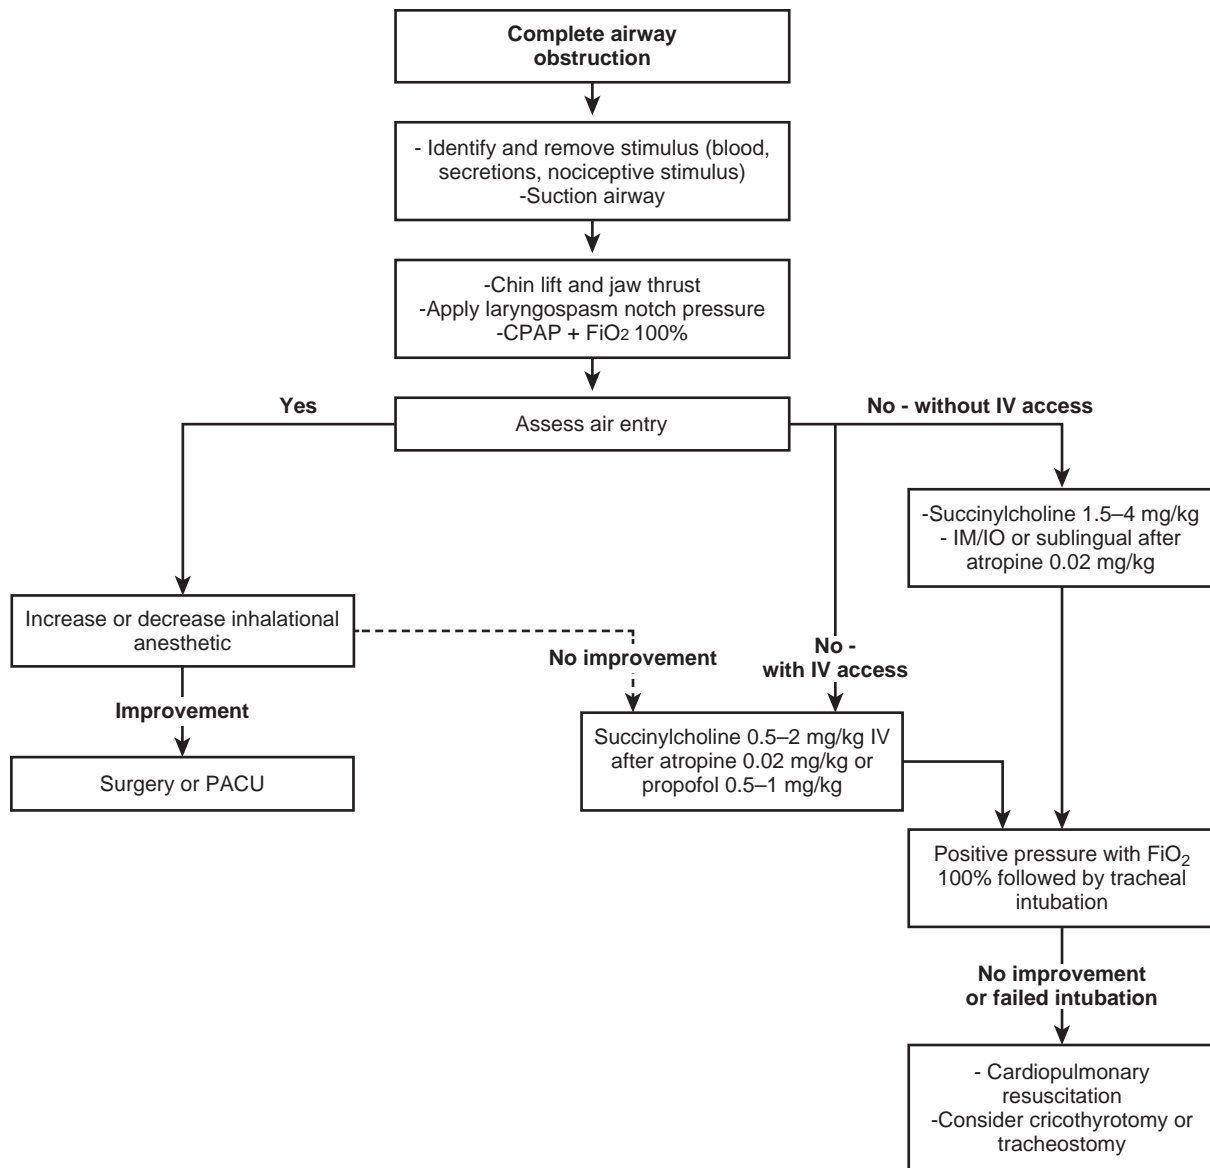 Complete airway
obstruction
- Identify and remove stimulus (blood,
secretions, nociceptive stimulus)
-Suction airway
-Chin lift and jaw thrust
-Apply laryngospasm notch pressure
-CPAP + FiO2 100%
Yes
Assess air entry
No - without IV access
-Succinylcholine 1.5–4 mg/kg
- IM/IO or sublingual after
atropine 0.02 mg/kg
Increase or decrease inhalational
anesthetic
No improvement
No -
with IV access
Improvement
Succinylcholine 0.5–2 mg/kg IV
after atropine 0.02 mg/kg or
propofol 0.5–1 mg/kg
Surgery or PACU
Positive pressure with FiO2
100% followed by tracheal
intubation
No improvement
or failed intubation
- Cardiopulmonary
resuscitation
-Consider cricothyrotomy or
tracheostomy